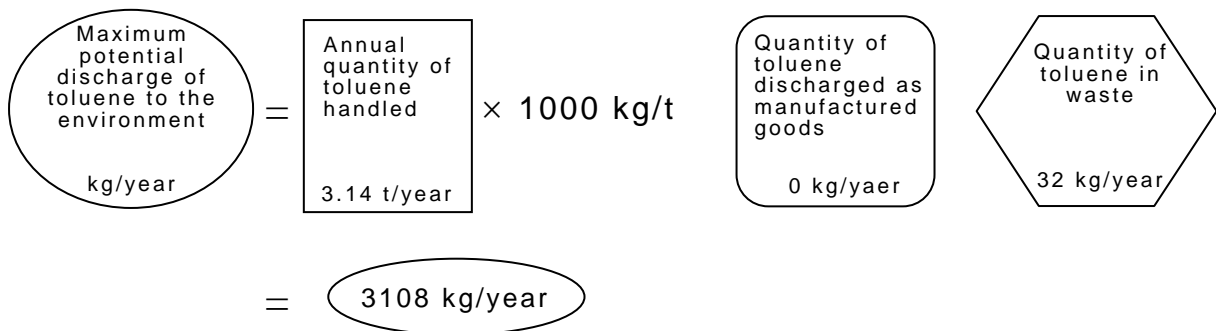 Maximum
potential
discharge of
toluene to the
environment
kg/year
=
Annual
quantity of
toluene
handled
3.14 t/year
× 1000 kg/t
Quantity of
toluene
discharged as
manufactured
goods
0 kg/yaer
Quantity of
toluene in
waste
32 kg/year
=
3108 kg/year